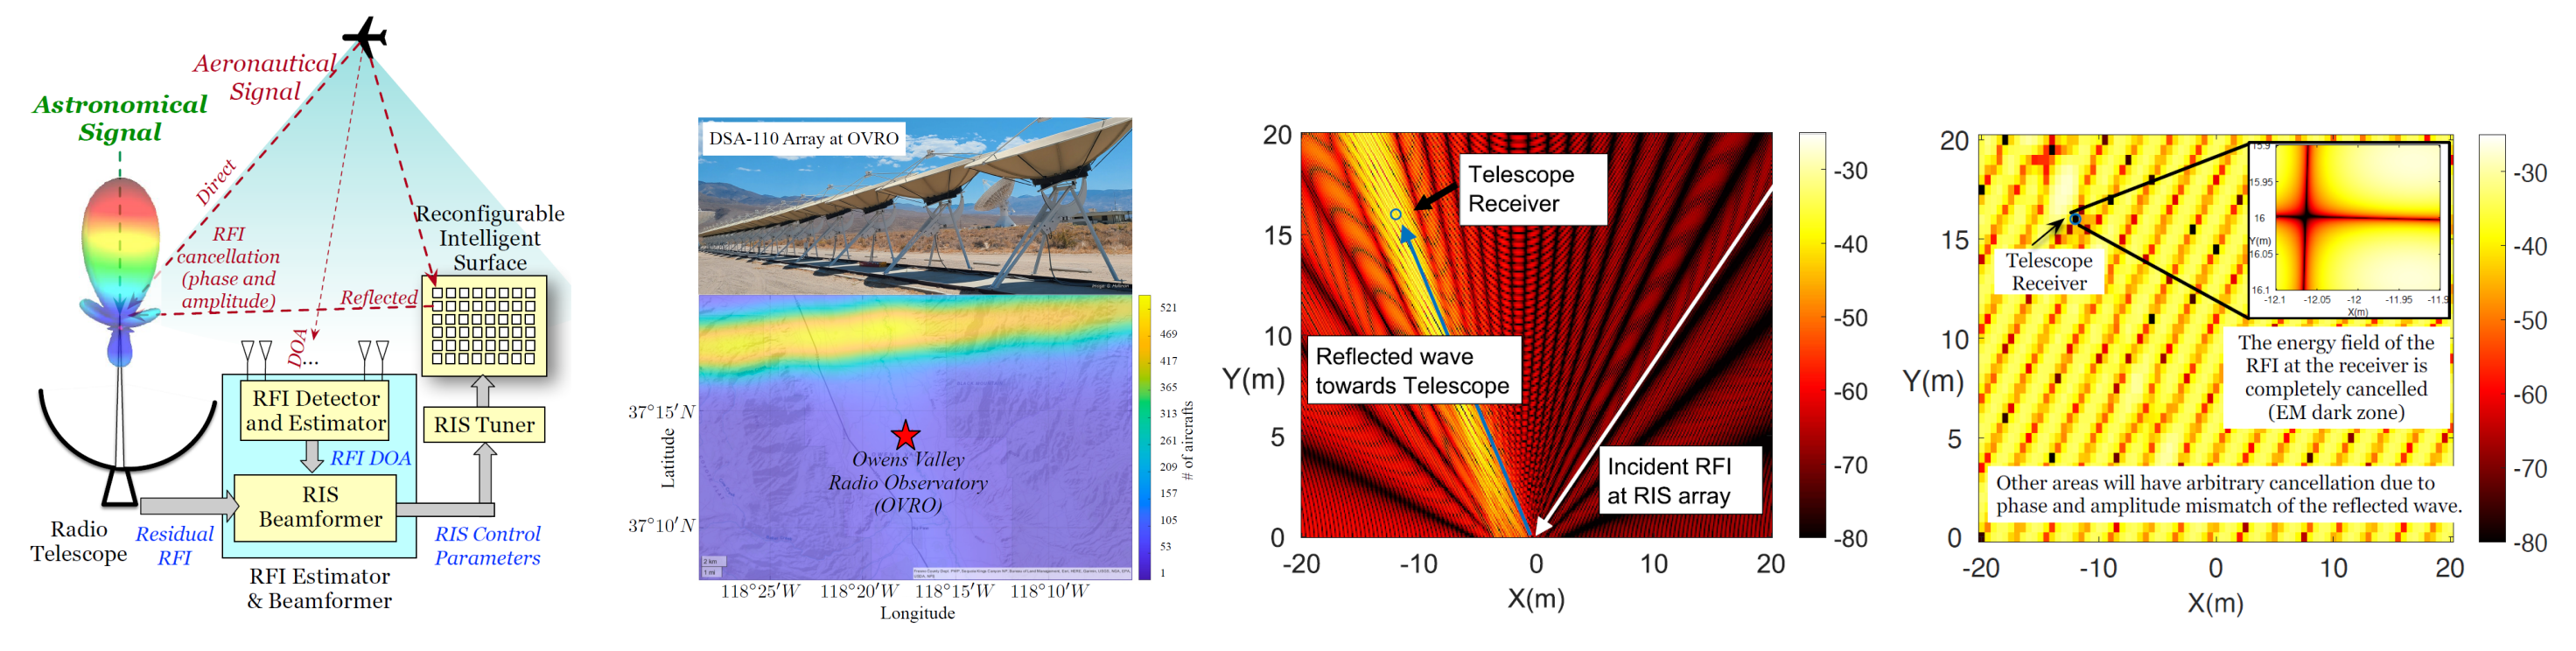 Aeronautical
Signal
Astronomical
Signal
Direct
RFI
cancellation
(phase and
amplitude)
Reflected
Reconfigurable
Intelligent
Surface
DOA
...
RFI Detector
and Estimator
RIS Tuner
RFI DOA
RIS
Beamformer
Radio
Telescope
Residual
RFI
RIS Control
Parameters
RFI Estimator
& Beamformer
DSA-110 Array at OVRO
521
469
417
365
313
261
209
157
105
53
1
# of aircrafts
37°15′N
37°10′N
Latitude
Owens Valley
Radio Observatory
(OVRO)
2 km
1 mi
118°25′W 118°20′W 118°15′W 118°10′W
Longitude
20
15
10
5
0
Y(m)
Telescope
Receiver
Reflected wave
towards Telescope
Incident RFI
at RIS array
-20 -10 0 10 20
X(m)
-30
-40
-50
-60
-70
-80
20
15
10
5
0
Y(m)
Telescope
Receiver
15.9
15.95
16
Y(m)
16.05
16.1
-12.1 -12.05 -12 -11.95 -11.9
X(m)
The energy field of the
RFI at the receiver is
completely cancelled
(EM dark zone)
Other areas will have arbitrary cancellation due to
phase and amplitude mismatch of the reflected wave.
-20 -10 0 10 20
X(m)
-30
-40
-50
-60
-70
-80